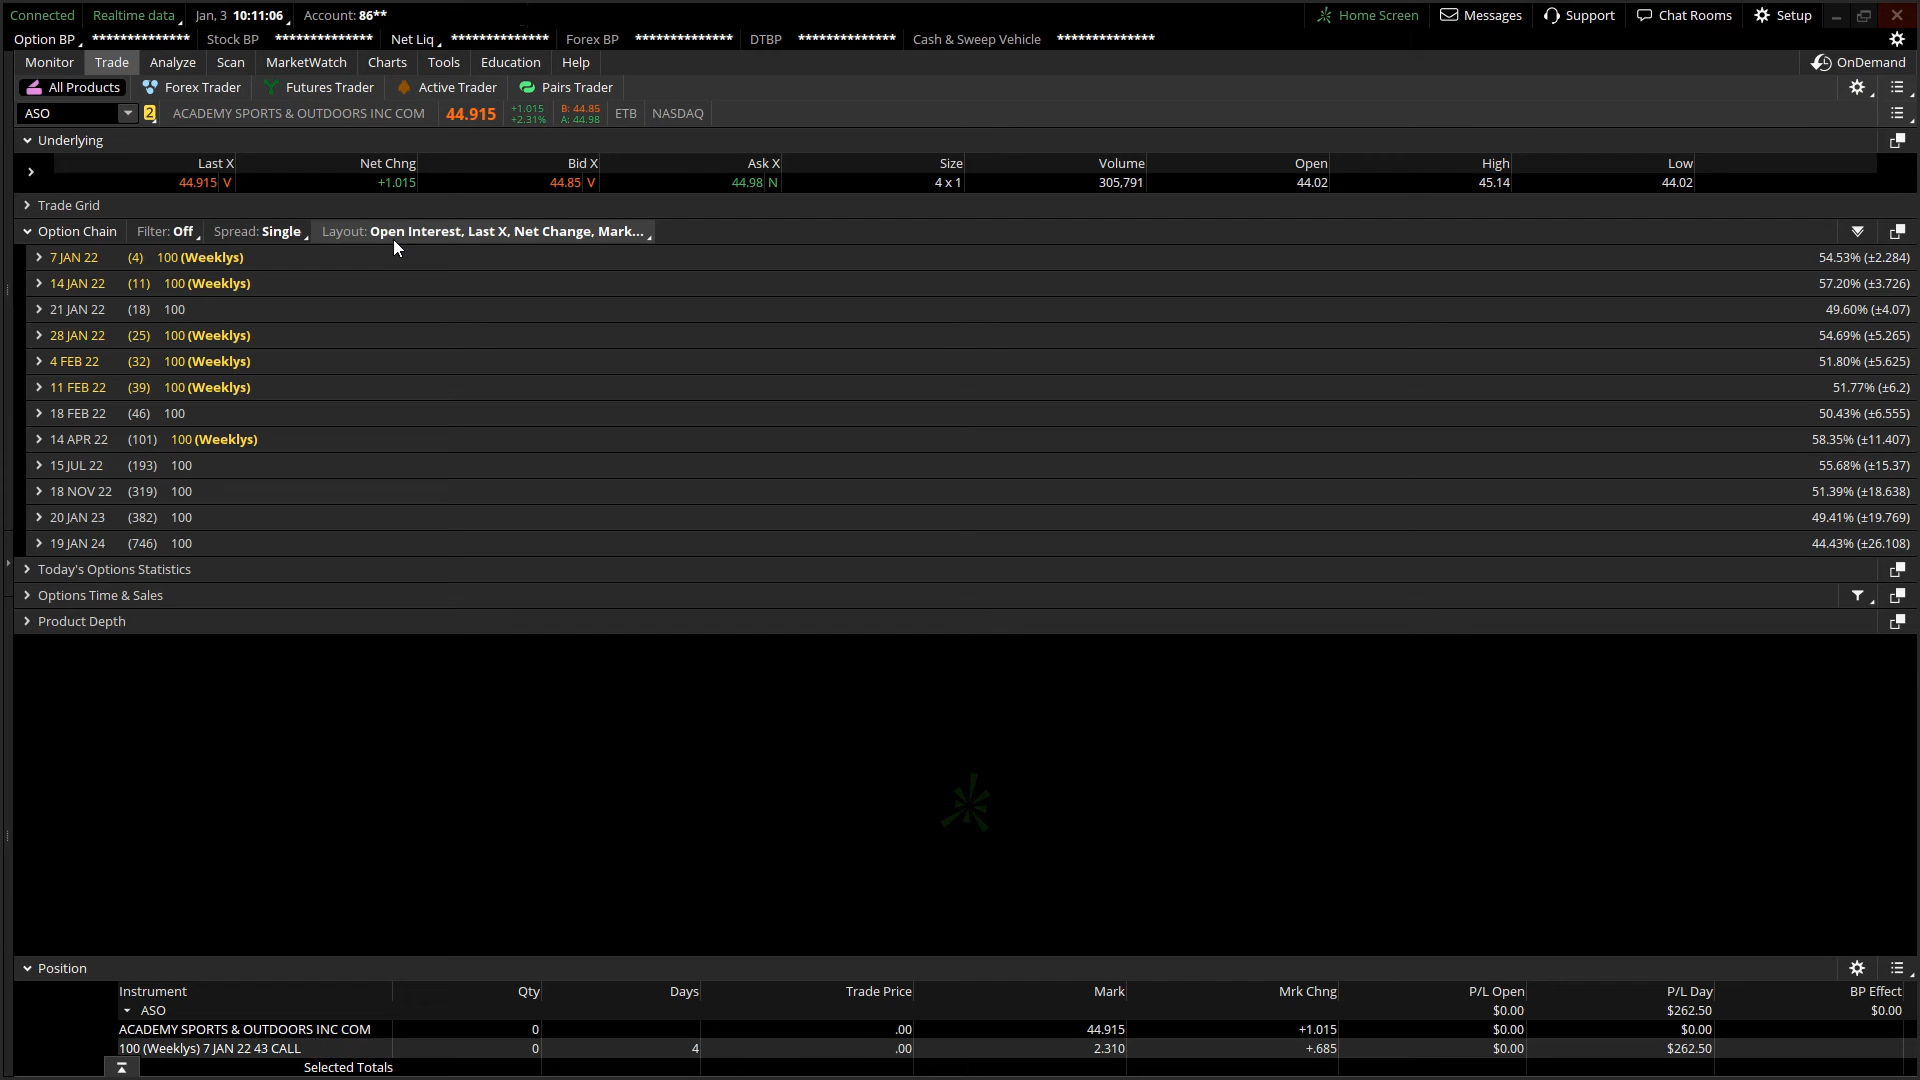 Connected Realtime data Jan, 3 10:11:06 Account: 86** Home Screen Messages Support Chat Rooms Setup
Option BP ************** Stock BP ************** Net Liq ************** Forex BP ************** DTBP ************** Cash & Sweep Vehicle **************
Monitor Trade Analyze Scan MarketWatch Charts Tools Education Help OnDemand
All Products Forex Trader Futures Trader Active Trader Pairs Trader
ASO 2 ACADEMY SPORTS & OUTDOORS INC COM 44.915 +1.015 +2.31% B: 44.85 A: 44.98 ETB NASDAQ
Underlying
Last X Net Chng Bid X Ask X Size Volume Open High Low
44.915 V +1.015 44.85 V 44.98 N 4 x 1 305,791 44.02 45.14 44.02
Trade Grid
Option Chain Filter: Off Spread: Single Layout: Open Interest, Last X, Net Change, Mark...
7 JAN 22 (4) 100 (Weeklys) 54.53% (±2.284)
14 JAN 22 (11) 100 (Weeklys) 57.20% (±3.726)
21 JAN 22 (18) 100 49.60% (±4.07)
28 JAN 22 (25) 100 (Weeklys) 54.69% (±5.265)
4 FEB 22 (32) 100 (Weeklys) 51.80% (±5.625)
11 FEB 22 (39) 100 (Weeklys) 51.77% (±6.2)
18 FEB 22 (46) 100 50.43% (±6.555)
14 APR 22 (101) 100 (Weeklys) 58.35% (±11.407)
15 JUL 22 (193) 100 55.68% (±15.37)
18 NOV 22 (319) 100 51.39% (±18.638)
20 JAN 23 (382) 100 49.41% (±19.769)
19 JAN 24 (746) 100 44.43% (±26.108)
Today's Options Statistics
Options Time & Sales
Product Depth
Position
Instrument Qty Days Trade Price Mark Mrk Chng P/L Open P/L Day BP Effect
ASO $0.00 $262.50 $0.00
ACADEMY SPORTS & OUTDOORS INC COM 0 .00 44.915 +1.015 $0.00 $0.00
100 (Weeklys) 7 JAN 22 43 CALL 0 4 .00 2.310 +.685 $0.00 $262.50
Selected Totals